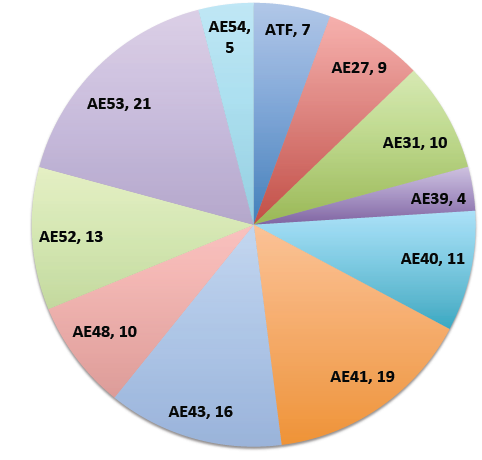 ATF, 7
AE27, 9
AE31, 10
AE39, 4
AE40, 11
AE41, 19
AE43, 16
AE48, 10
AE52, 13
AE53, 21
AE54,
5